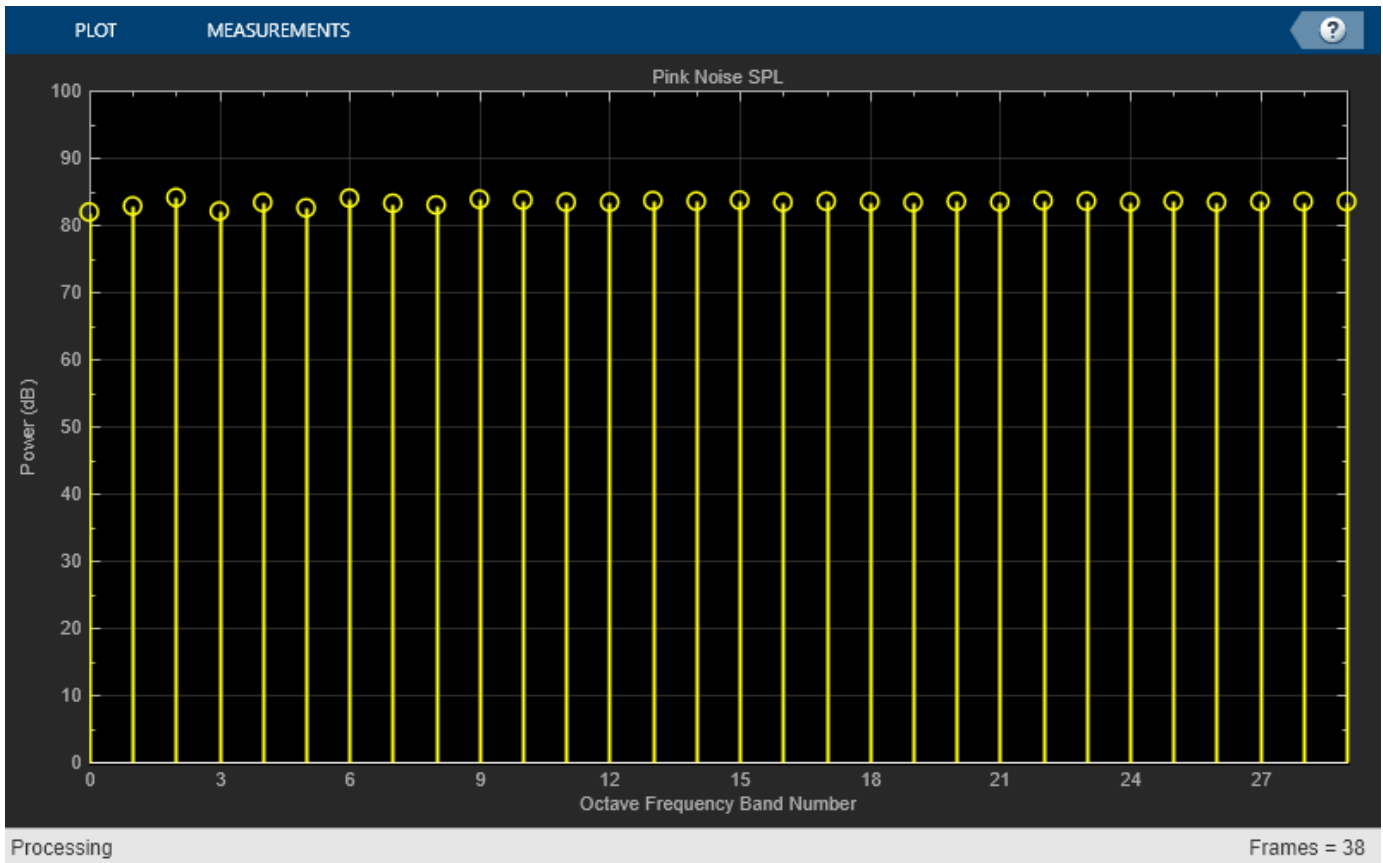 PLOT MEASUREMENTS ?
Pink Noise SPL
100
90
80
70
60
50
40
30
20
10
0
Power (dB)
0 3 6 9 12 15 18 21 24 27
Octave Frequency Band Number
Processing Frames = 38